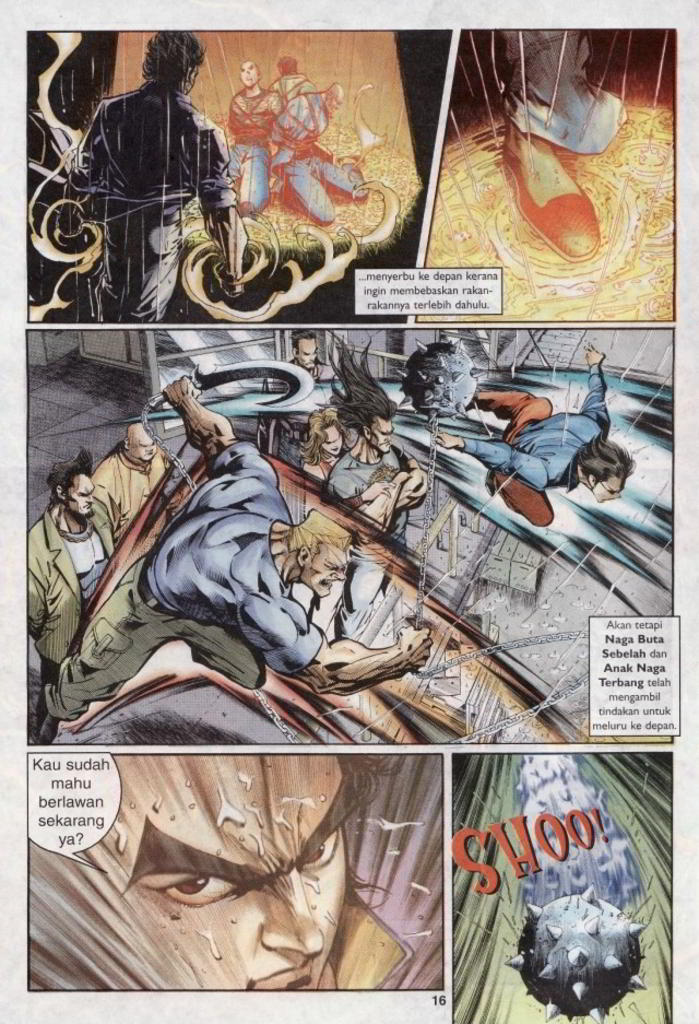 ...menyerbu ke depan kerana
ingin membebaskan rakan-
rakannya terlebih dahulu.
Akan tetapi
Naga Buta
Sebelah dan
Anak Naga
Terbang telah
mengambil
tindakan untuk
meluru ke depan.
Kau sudah
mahu
berlawan
sekarang
ya?
SHOO!
16